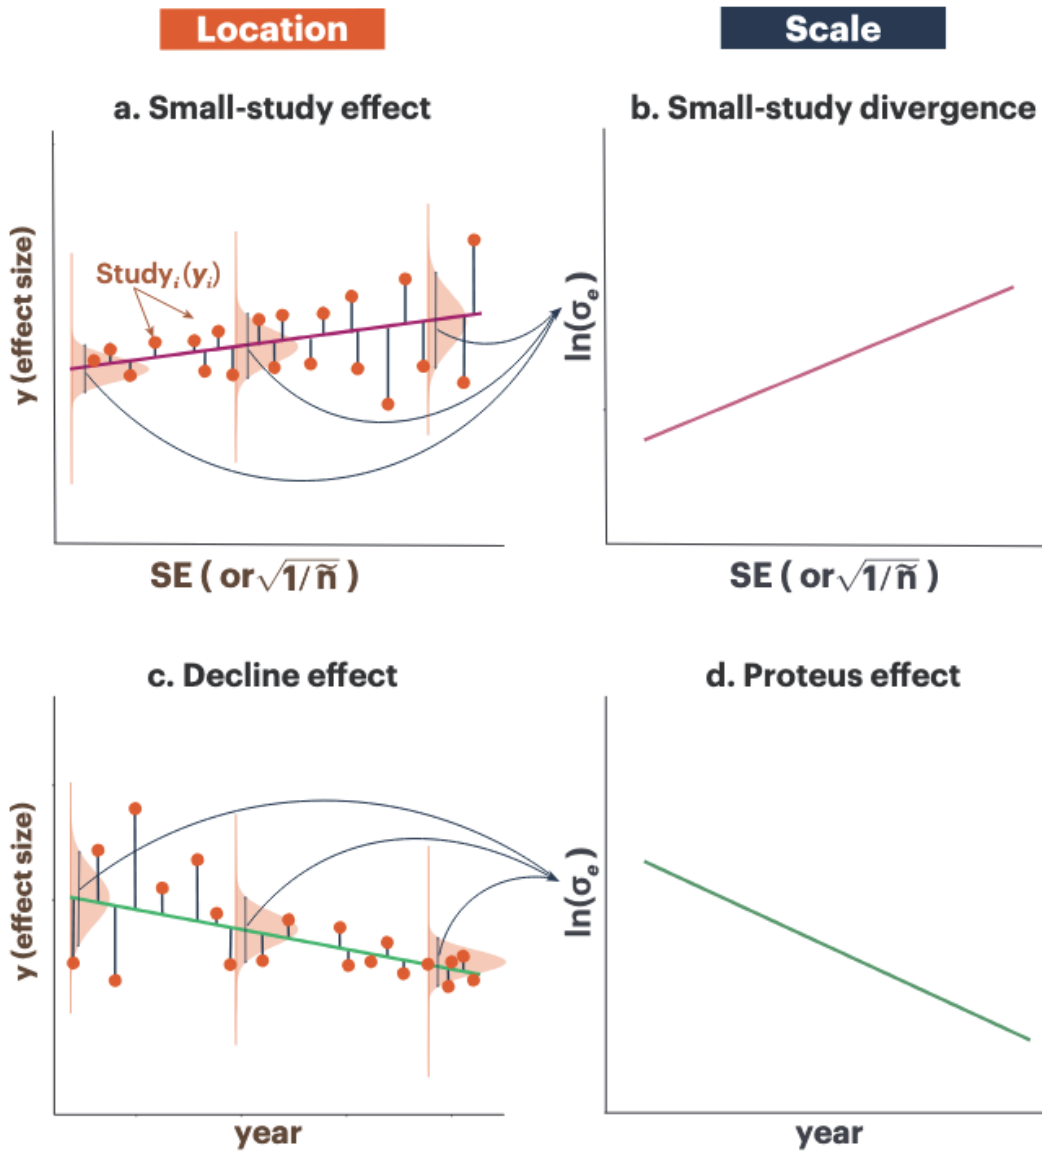 Location
Scale
a. Small-study effect
b. Small-study divergence
y (effect size)
Studyᵢ (yᵢ)
ln(σₑ)
SE ( or √1/ñ )
SE ( or √1/ñ )
c. Decline effect
d. Proteus effect
y (effect size)
ln(σₑ)
year
year